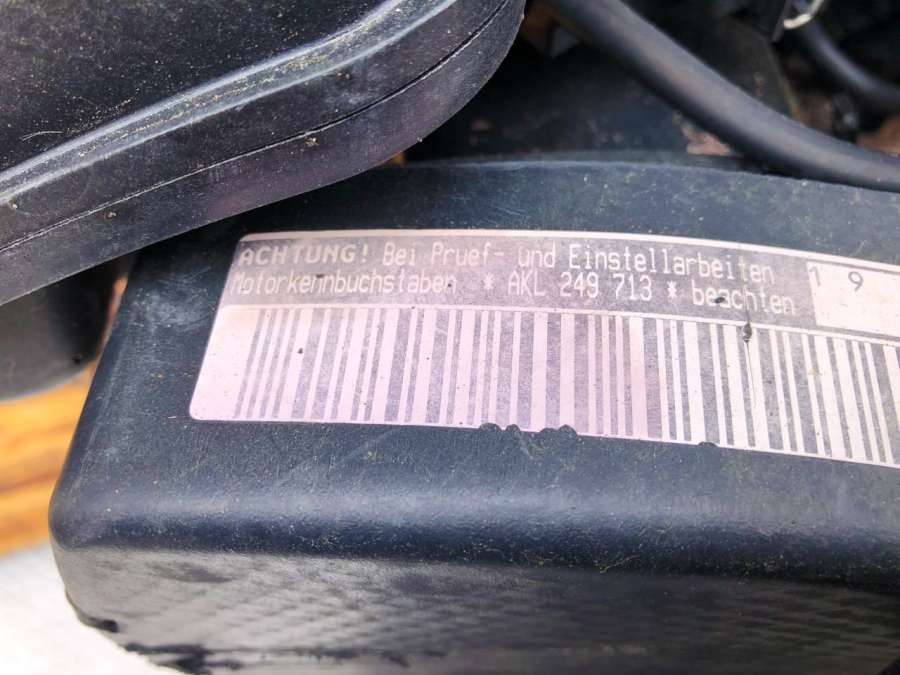 ACHTUNG! Bei Pruef- und Einstellarbeiten
Motorkennbuchstaben * AKL 249 713 * beachten
19